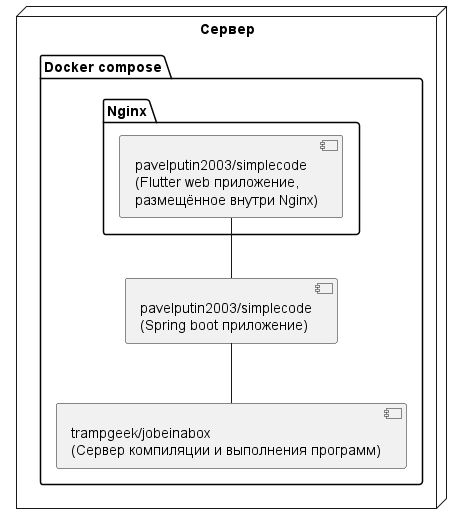 Сервер
Docker compose
Nginx
pavelputin2003/simplecode
(Flutter web приложение,
размещённое внутри Nginx)
pavelputin2003/simplecode
(Spring boot приложение)
trampgeek/jobeinabox
(Сервер компиляции и выполнения программ)